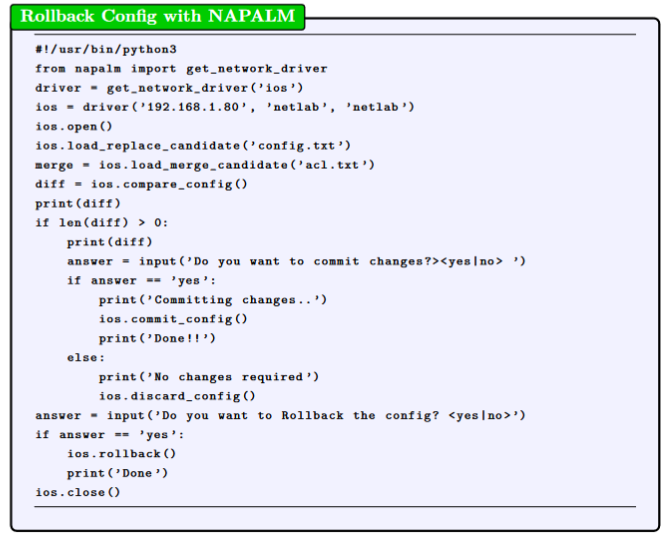 Rollback Config with NAPALM
#!/usr/bin/python3
from napalm import get_network_driver
driver = get_network_driver('ios')
ios = driver('192.168.1.80', 'netlab', 'netlab')
ios.open()
ios.load_replace_candidate('config.txt')
merge = ios.load_merge_candidate('acl.txt')
diff = ios.compare_config()
print(diff)
if len(diff) > 0:
    print(diff)
    answer = input('Do you want to commit changes?><yes|no> ')
    if answer == 'yes':
        print('Committing changes..')
        ios.commit_config()
        print('Done!!')
    else:
        print('No changes required')
        ios.discard_config()
answer = input('Do you want to Rollback the config? <yes|no>')
if answer == 'yes':
    ios.rollback()
    print('Done')
ios.close()